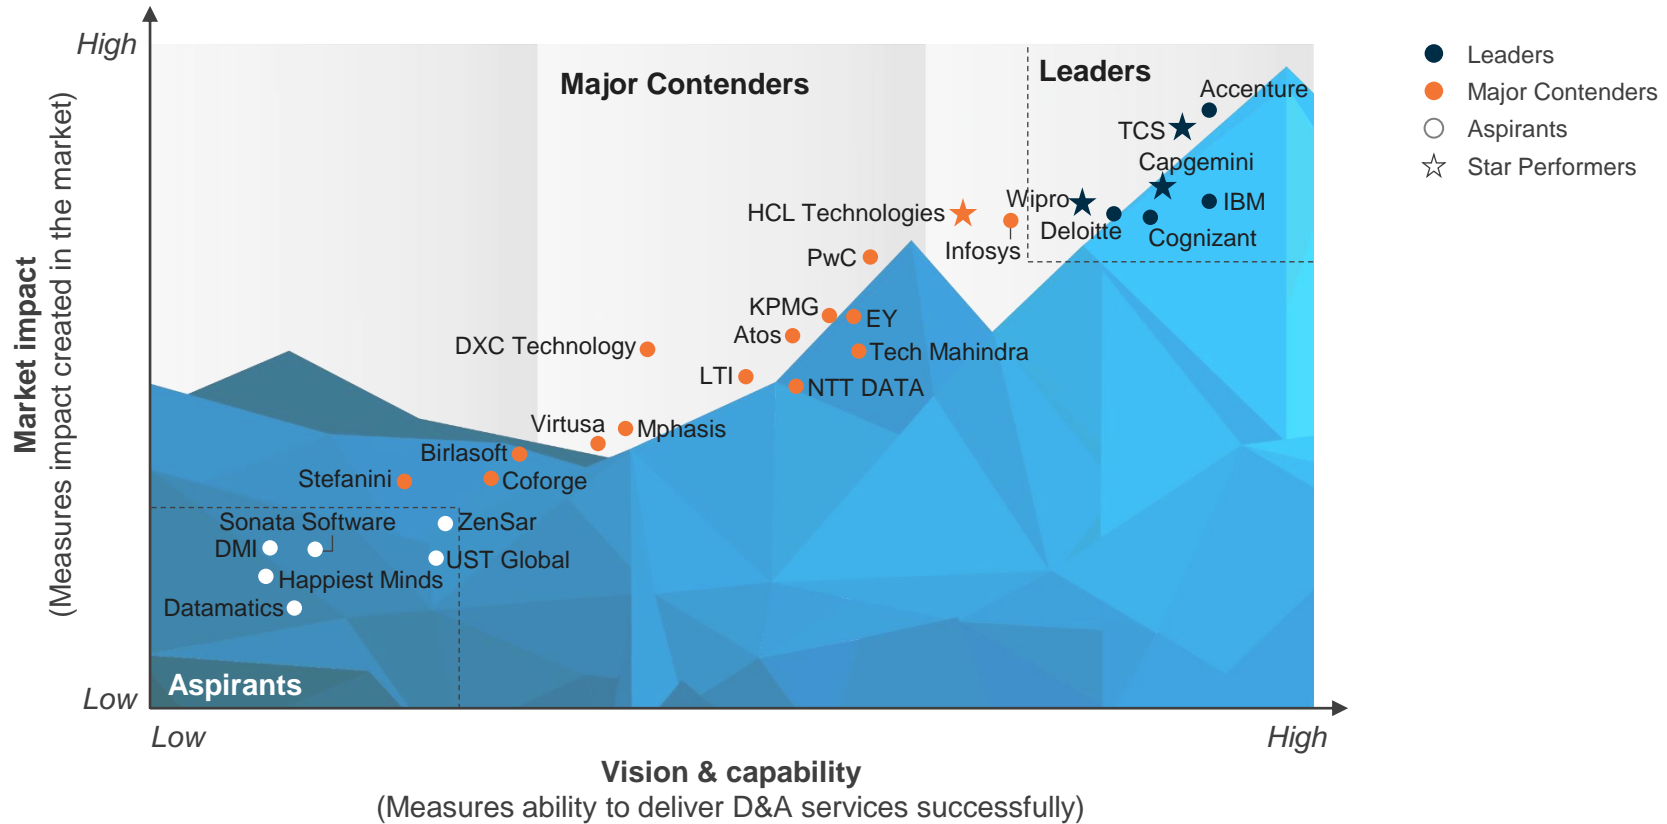 High
Major Contenders
Leaders
Accenture
TCS
Capgemini
Wipro
IBM
HCL Technologies
Deloitte
Cognizant
Infosys
PwC
KPMG
EY
Atos
DXC Technology
Tech Mahindra
LTI
NTT DATA
Virtusa
Mphasis
Birlasoft
Stefanini
Coforge
Sonata Software
ZenSar
DMI
UST Global
Happiest Minds
Datamatics
Aspirants
Low
Low
High
Market impact
(Measures impact created in the market)
Vision & capability
(Measures ability to deliver D&A services successfully)
Leaders
Major Contenders
Aspirants
Star Performers